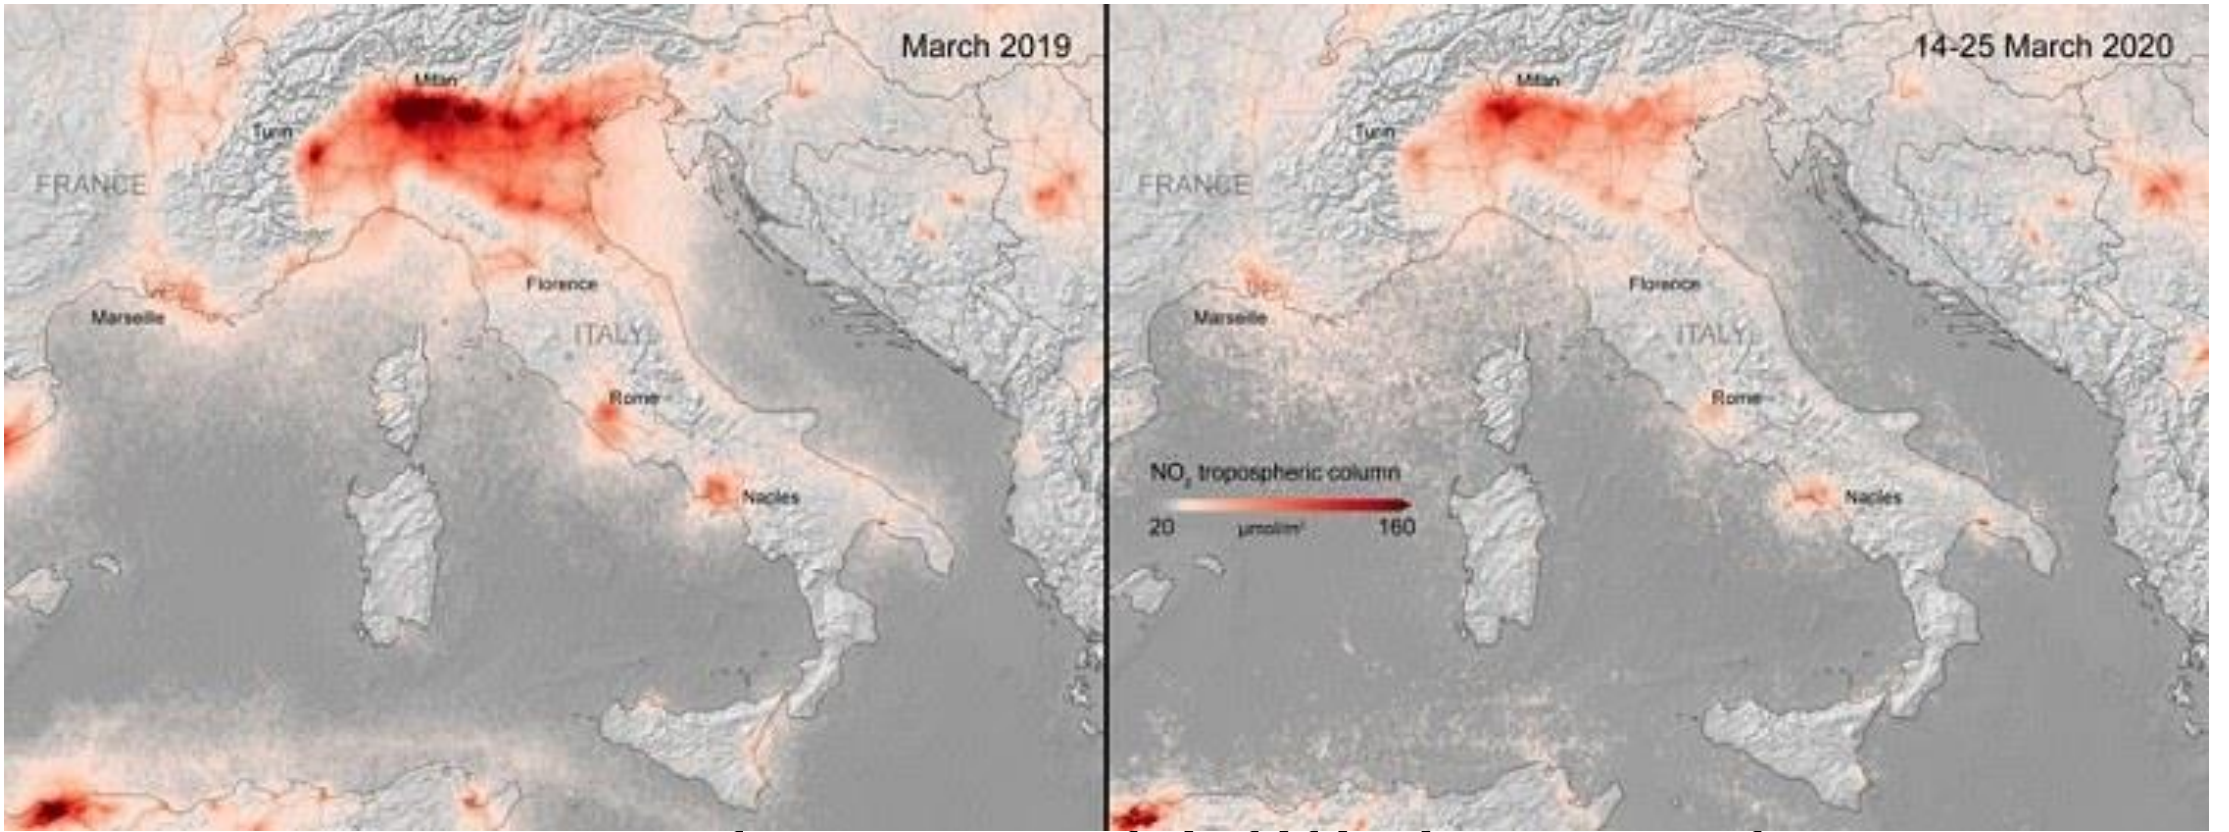 March 2019
Milan
Turin
FRANCE
Florence
Marseille
ITALY
Rome
Naples
14-25 March 2020
Milan
Turin
FRANCE
Florence
Marseille
ITALY
Rome
NO₂ tropospheric column
Naples
20 µmol/m² 160